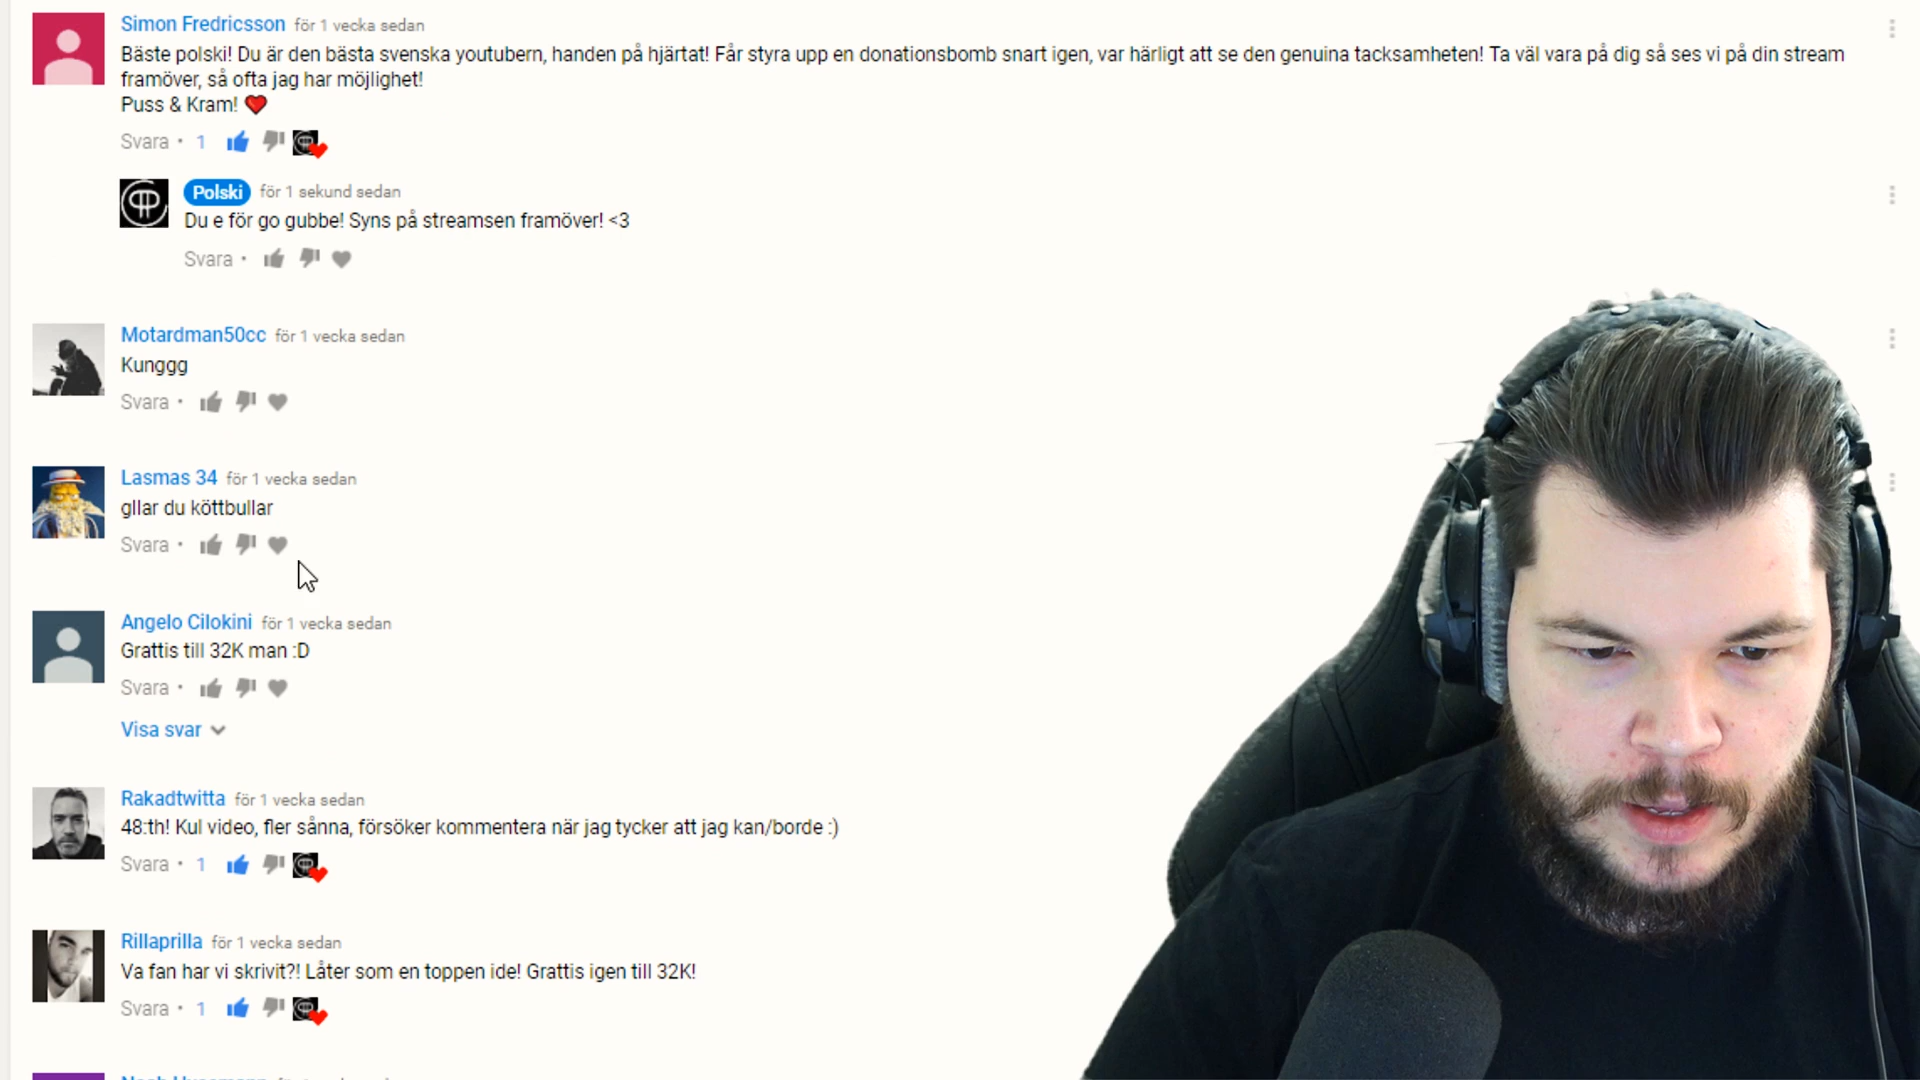 Simon Fredricsson för 1 vecka sedan
Bäste polski! Du är den bästa svenska youtubern, handen på hjärtat! Får styra upp en donationsbomb snart igen, var härligt att se den genuina tacksamheten! Ta väl vara på dig så ses vi på din stream
framöver, så ofta jag har möjlighet!
Puss & Kram! ❤
Svara • 1
Polski för 1 sekund sedan
Du e för go gubbe! Syns på streamsen framöver! <3
Svara •
Motardman50cc för 1 vecka sedan
Kunggg
Svara •
Lasmas 34 för 1 vecka sedan
gllar du köttbullar
Svara •
Angelo Cilokini för 1 vecka sedan
Grattis till 32K man :D
Svara •
Visa svar
Rakadtwitta för 1 vecka sedan
48:th! Kul video, fler sånna, försöker kommentera när jag tycker att jag kan/borde :)
Svara • 1
Rillaprilla för 1 vecka sedan
Va fan har vi skrivit?! Låter som en toppen ide! Grattis igen till 32K!
Svara • 1